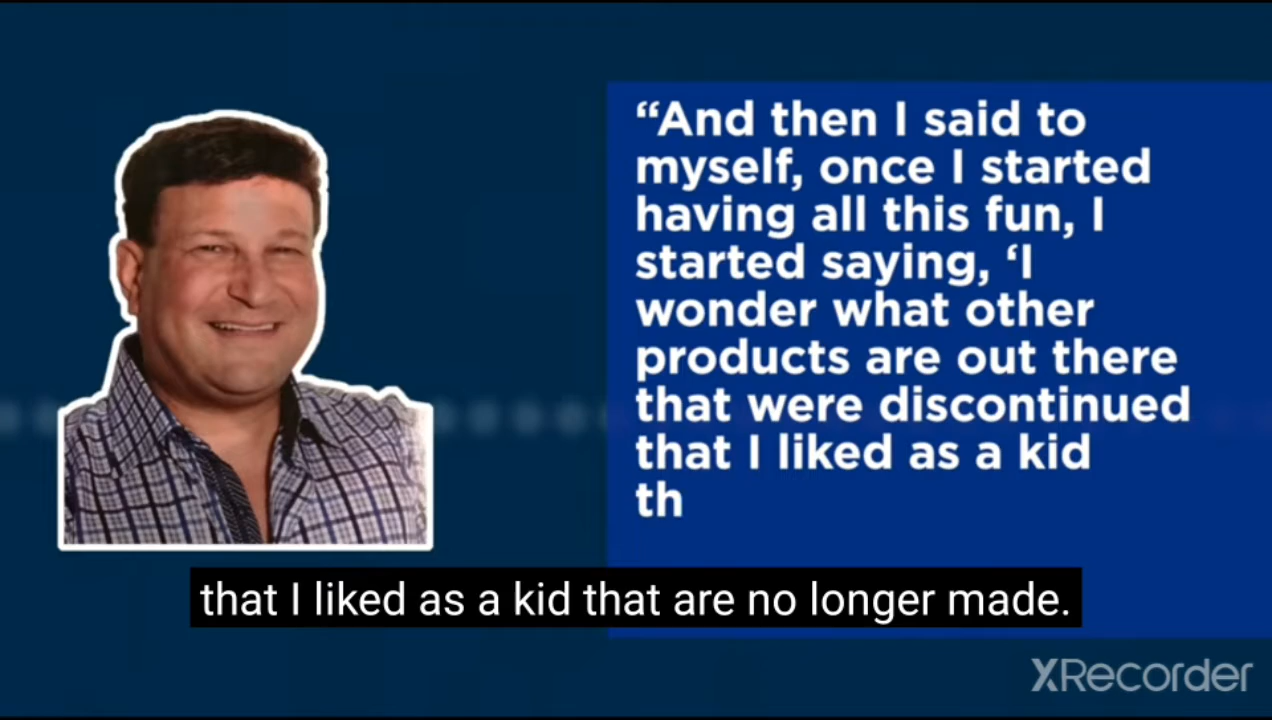 “And then I said to
myself, once I started
having all this fun, I
started saying, ‘I
wonder what other
products are out there
that were discontinued
that I liked as a kid
th
that I liked as a kid that are no longer made.
XRecorder